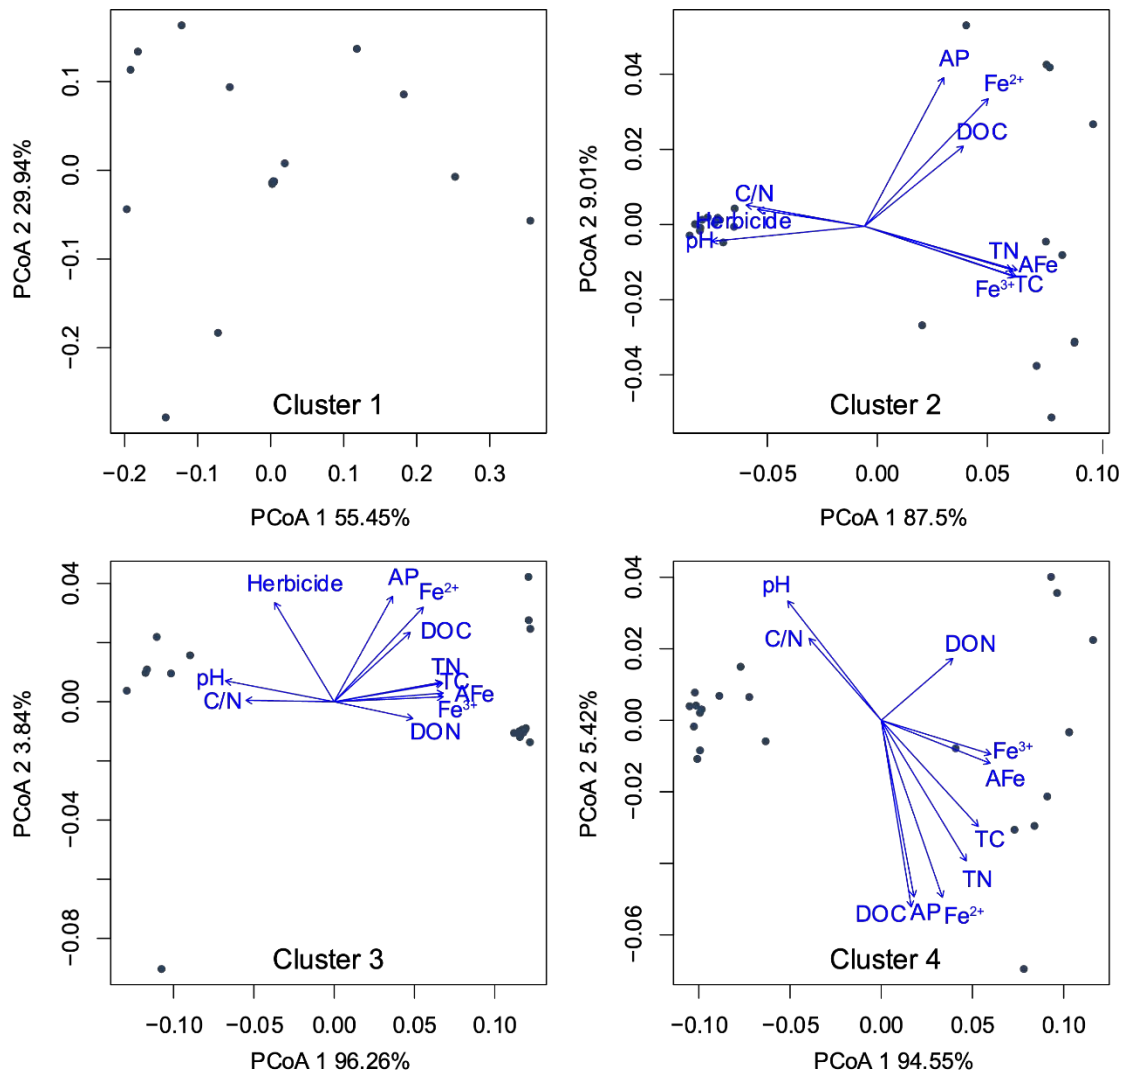 PCoA 2 29.94%
0.1
0.0
−0.1
−0.2
Cluster 1
−0.2 −0.1 0.0 0.1 0.2 0.3
PCoA 1 55.45%
PCoA 2 9.01%
0.04
0.02
0.00
−0.02
−0.04
AP
Fe²⁺
DOC
C/N
Herbicide
pH
TN
AFe
Fe³⁺
TC
Cluster 2
−0.05 0.00 0.05 0.10
PCoA 1 87.5%
PCoA 2 3.84%
0.04
0.00
−0.04
−0.08
Herbicide
AP
Fe²⁺
DOC
TN
TC
pH
AFe
C/N
Fe³⁺
DON
Cluster 3
−0.10 −0.05 0.00 0.05 0.10
PCoA 1 96.26%
PCoA 2 5.42%
0.04
0.02
0.00
−0.02
−0.06
pH
C/N
DON
Fe³⁺
AFe
TC
TN
DOC
AP
Fe²⁺
Cluster 4
−0.10 −0.05 0.00 0.05 0.10
PCoA 1 94.55%